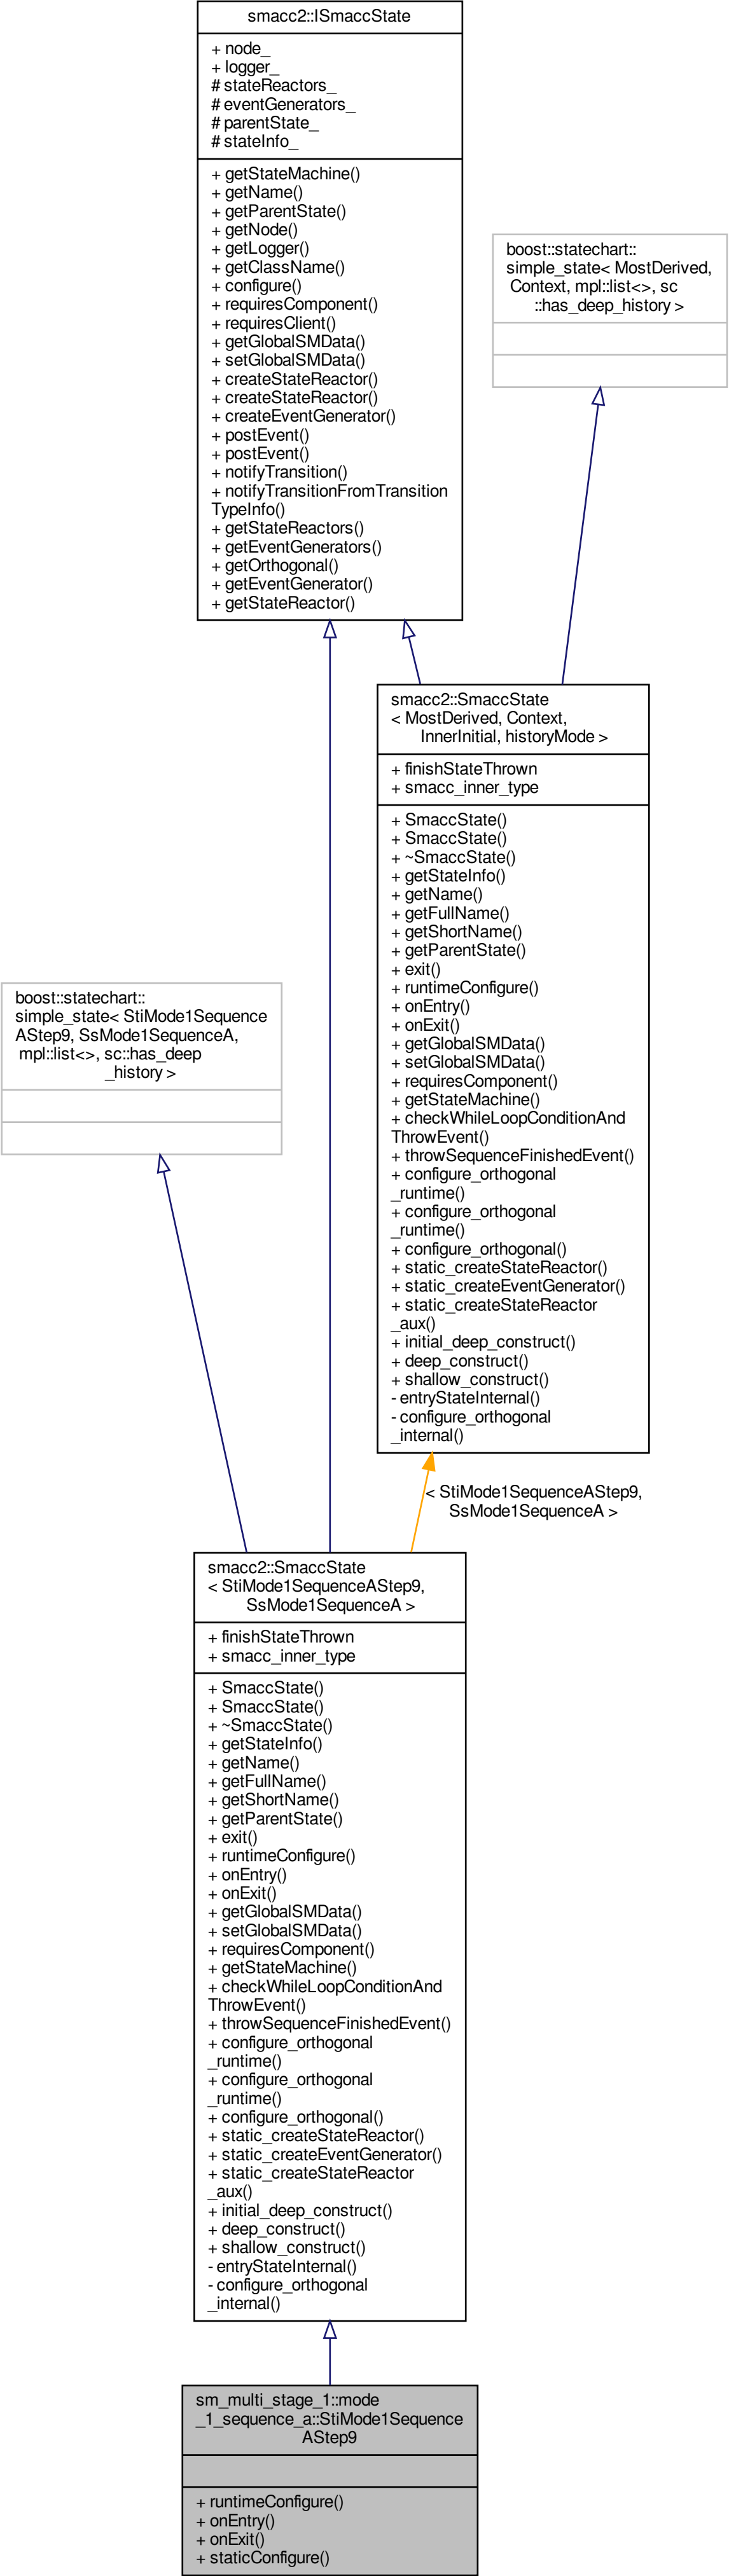 smacc2::ISmaccState
+ node_
+ logger_
# stateReactors_
# eventGenerators_
# parentState_
# stateInfo_
+ getStateMachine()
+ getName()
+ getParentState()
+ getNode()
+ getLogger()
+ getClassName()
+ configure()
+ requiresComponent()
+ requiresClient()
+ getGlobalSMData()
+ setGlobalSMData()
+ createStateReactor()
+ createStateReactor()
+ createEventGenerator()
+ postEvent()
+ postEvent()
+ notifyTransition()
+ notifyTransitionFromTransition
TypeInfo()
+ getStateReactors()
+ getEventGenerators()
+ getOrthogonal()
+ getEventGenerator()
+ getStateReactor()
boost::statechart::
simple_state< MostDerived,
Context, mpl::list<>, sc
::has_deep_history >
smacc2::SmaccState
< MostDerived, Context,
InnerInitial, historyMode >
+ finishStateThrown
+ smacc_inner_type
+ SmaccState()
+ SmaccState()
+ ~SmaccState()
+ getStateInfo()
+ getName()
+ getFullName()
+ getShortName()
+ getParentState()
+ exit()
+ runtimeConfigure()
+ onEntry()
+ onExit()
+ getGlobalSMData()
+ setGlobalSMData()
+ requiresComponent()
+ getStateMachine()
+ checkWhileLoopConditionAnd
ThrowEvent()
+ throwSequenceFinishedEvent()
+ configure_orthogonal
_runtime()
+ configure_orthogonal
_runtime()
+ configure_orthogonal()
+ static_createStateReactor()
+ static_createEventGenerator()
+ static_createStateReactor
_aux()
+ initial_deep_construct()
+ deep_construct()
+ shallow_construct()
- entryStateInternal()
- configure_orthogonal
_internal()
boost::statechart::
simple_state< StiMode1Sequence
AStep9, SsMode1SequenceA,
mpl::list<>, sc::has_deep
_history >
< StiMode1SequenceAStep9,
SsMode1SequenceA >
smacc2::SmaccState
< StiMode1SequenceAStep9,
SsMode1SequenceA >
+ finishStateThrown
+ smacc_inner_type
+ SmaccState()
+ SmaccState()
+ ~SmaccState()
+ getStateInfo()
+ getName()
+ getFullName()
+ getShortName()
+ getParentState()
+ exit()
+ runtimeConfigure()
+ onEntry()
+ onExit()
+ getGlobalSMData()
+ setGlobalSMData()
+ requiresComponent()
+ getStateMachine()
+ checkWhileLoopConditionAnd
ThrowEvent()
+ throwSequenceFinishedEvent()
+ configure_orthogonal
_runtime()
+ configure_orthogonal
_runtime()
+ configure_orthogonal()
+ static_createStateReactor()
+ static_createEventGenerator()
+ static_createStateReactor
_aux()
+ initial_deep_construct()
+ deep_construct()
+ shallow_construct()
- entryStateInternal()
- configure_orthogonal
_internal()
sm_multi_stage_1::mode
_1_sequence_a::StiMode1Sequence
AStep9
+ runtimeConfigure()
+ onEntry()
+ onExit()
+ staticConfigure()